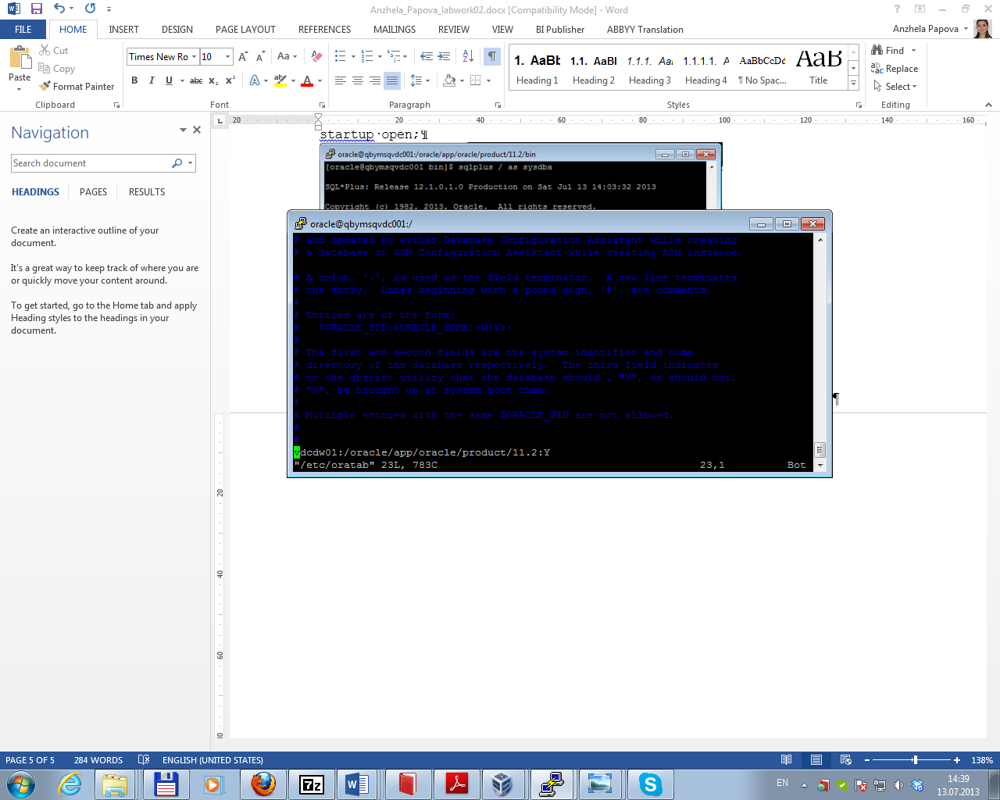 Anzhela_Papova_labwork02.docx [Compatibility Mode] - Word
FILE HOME INSERT DESIGN PAGE LAYOUT REFERENCES MAILINGS REVIEW VIEW BI Publisher ABBYY Translation Anzhela Papova
Paste
Cut
Copy
Format Painter
Clipboard
Times New Ro 10
Font
Paragraph
1. AaBb 1.1. AaBl 1.1.1. Aa 1.1.1.1. A AaBbCcDd AaB
Heading 1 Heading 2 Heading 3 Heading 4 ¶ No Spac... Title
Styles
Find
Replace
Select
Editing
Navigation
Search document
HEADINGS PAGES RESULTS
Create an interactive outline of your
document.
It's a great way to keep track of where you are
or quickly move your content around.
To get started, go to the Home tab and apply
Heading styles to the headings in your
document.
20 20 40 60 80 100 120 140 160
startup·open;¶
oracle@qbymsqvdc001:/oracle/app/oracle/product/11.2/bin
[oracle@qbymsqvdc001 bin]$ sqlplus / as sysdba
SQL*Plus: Release 12.1.0.1.0 Production on Sat Jul 13 14:03:32 2013
Copyright (c) 1982, 2013, Oracle.  All rights reserved.
oracle@qbymsqvdc001:/
# and updated by either Database Configuration Assistant while creating
# a database or ASM Configuration Assistant while creating ASM instance.
# A colon, ':', is used as the field terminator.  A new line terminates
# the entry.  Lines beginning with a pound sign, '#', are comments.
#
# Entries are of the form:
#   $ORACLE_SID:$ORACLE_HOME:<N|Y>:
#
# The first and second fields are the system identifier and home
# directory of the database respectively.  The third field indicates
# to the dbstart utility that the database should , "Y", or should not,
# "N", be brought up at system boot time.
#
# Multiple entries with the same $ORACLE_SID are not allowed.
#
#
vdcdw01:/oracle/app/oracle/product/11.2:Y
"/etc/oratab" 23L, 783C 23,1 Bot
¶
20
40
60
PAGE 5 OF 5 284 WORDS ENGLISH (UNITED STATES) 138%
EN 14:39
13.07.2013